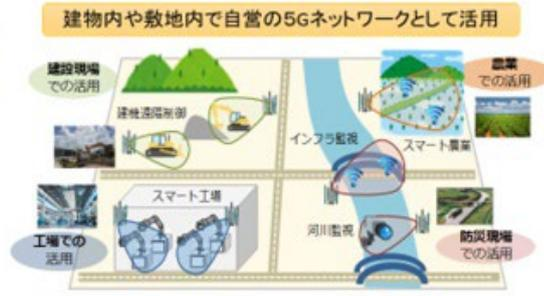 建物内や敷地内で自営の5Gネットワークとして活用
建設現場
での活用
建機遠隔制御
農業
での活用
インフラ監視
スマート農業
スマート工場
工場での
活用
河川監視
防災現場
での活用